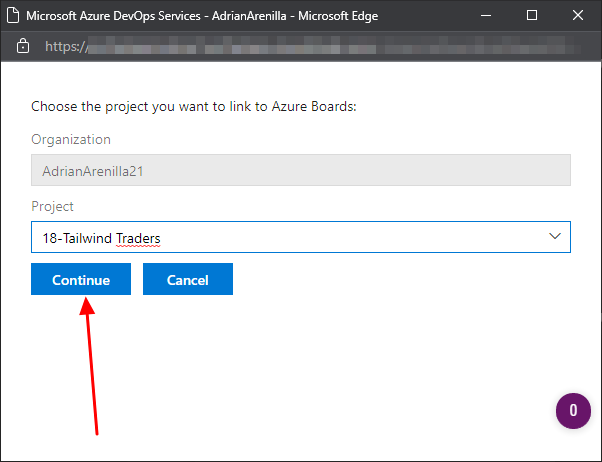 Microsoft Azure DevOps Services - AdrianArenilla - Microsoft Edge
https://
Choose the project you want to link to Azure Boards:
Organization
AdrianArenilla21
Project
18-Tailwind Traders
Continue Cancel
0